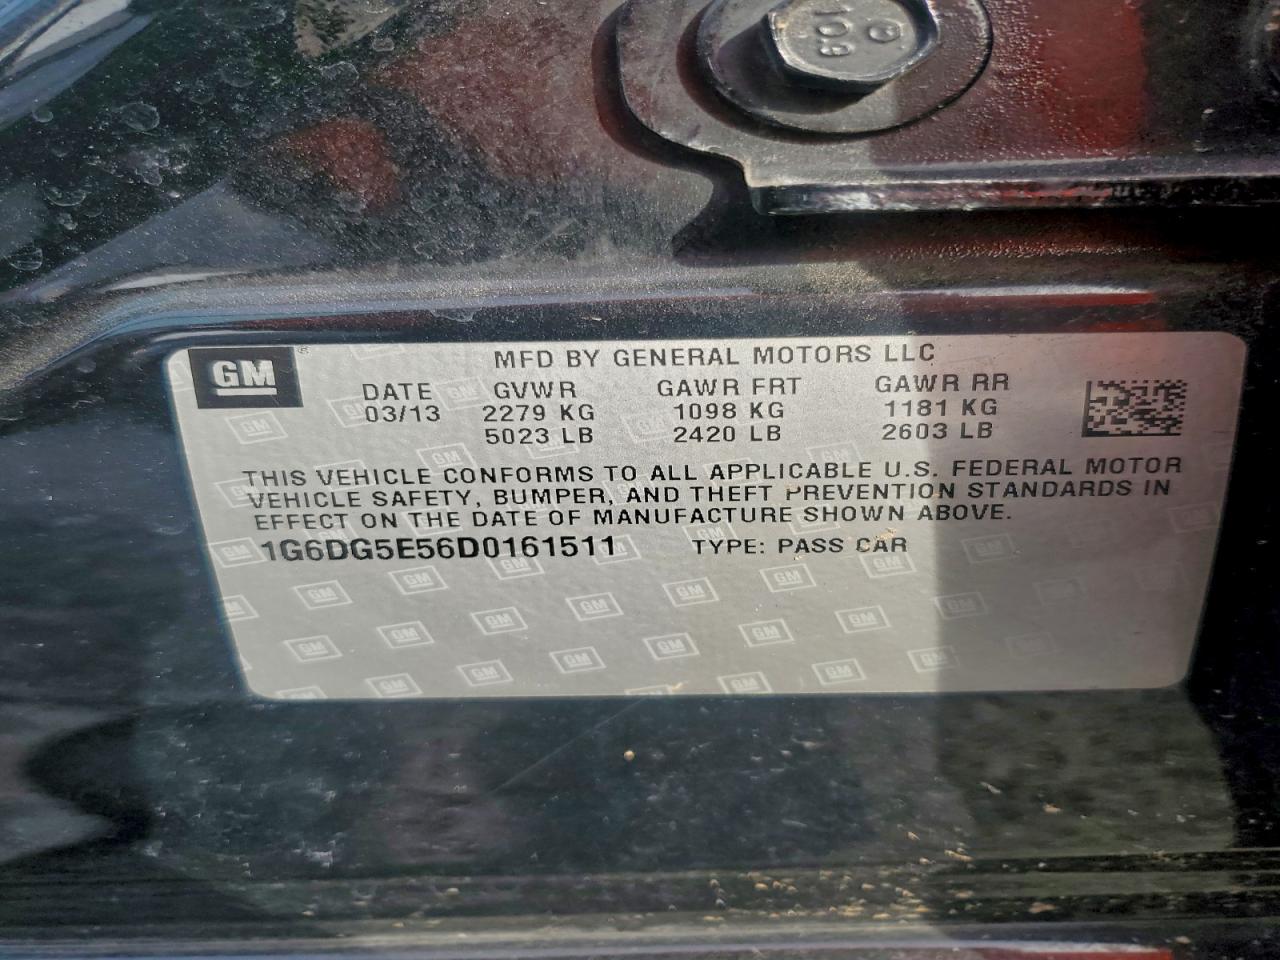 109
GM
MFD BY GENERAL MOTORS LLC
DATE GVWR GAWR FRT GAWR RR
03/13 2279 KG 1098 KG 1181 KG
5023 LB 2420 LB 2603 LB
THIS VEHICLE CONFORMS TO ALL APPLICABLE U.S. FEDERAL MOTOR
VEHICLE SAFETY, BUMPER, AND THEFT PREVENTION STANDARDS IN
EFFECT ON THE DATE OF MANUFACTURE SHOWN ABOVE.
1G6DG5E56D0161511 TYPE: PASS CAR